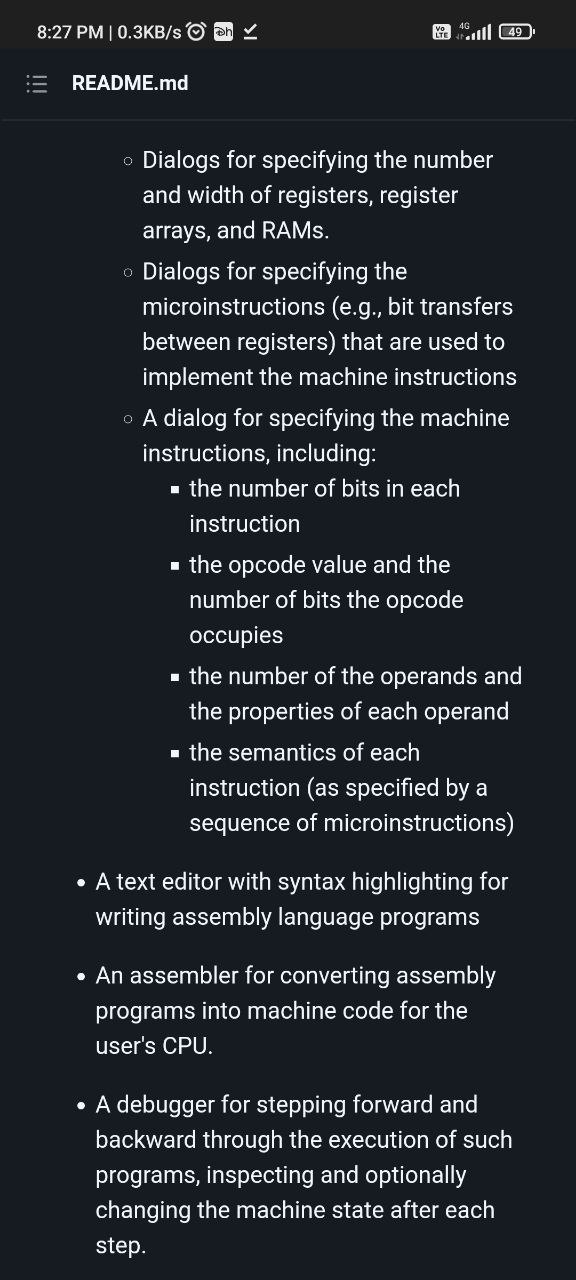 8:27 PM | 0.3KB/s
Vo LTE 4G 49
README.md
Dialogs for specifying the number
and width of registers, register
arrays, and RAMs.
Dialogs for specifying the
microinstructions (e.g., bit transfers
between registers) that are used to
implement the machine instructions
A dialog for specifying the machine
instructions, including:
the number of bits in each
instruction
the opcode value and the
number of bits the opcode
occupies
the number of the operands and
the properties of each operand
the semantics of each
instruction (as specified by a
sequence of microinstructions)
A text editor with syntax highlighting for
writing assembly language programs
An assembler for converting assembly
programs into machine code for the
user's CPU.
A debugger for stepping forward and
backward through the execution of such
programs, inspecting and optionally
changing the machine state after each
step.